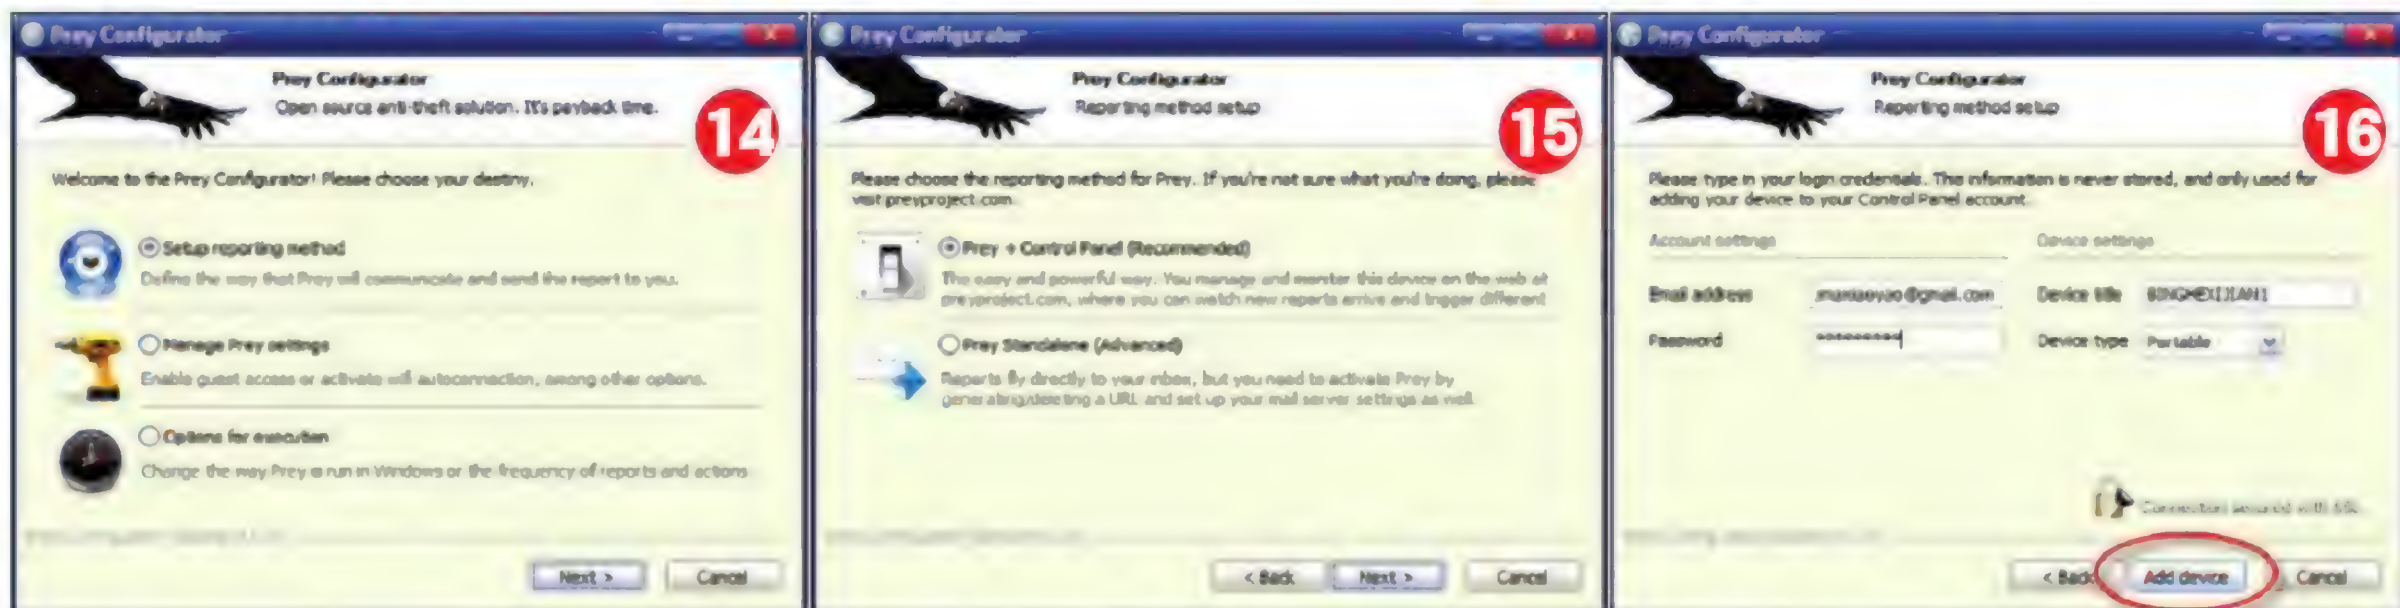 Prey Configurator
Prey Configurator
Open source anti-theft solution. It's payback time.
14
Welcome to the Prey Configurator! Please choose your destiny.
Setup reporting method
Define the way that Prey will communicate and send the report to you.
Manage Prey settings
Enable guest access or activate wifi autoconnection, among other options.
Options for execution
Change the way Prey is run in Windows or the frequency of reports and actions
Next >
Cancel
Prey Configurator
Prey Configurator
Reporting method setup
15
Please choose the reporting method for Prey. If you're not sure what you're doing, please
visit preyproject.com.
Prey + Control Panel (Recommended)
The easy and powerful way. You manage and monitor this device on the web at
preyproject.com, where you can watch new reports arrive and trigger different
Prey Standalone (Advanced)
Reports fly directly to your inbox, but you need to activate Prey by
generating/deleting a URL and set up your mail server settings as well.
< Back
Next >
Cancel
Prey Configurator
Prey Configurator
Reporting method setup
16
Please type in your login credentials. This information is never stored, and only used for
adding your device to your Control Panel account.
Account settings
Device settings
Email address
Device title
BINGHEXIJIAN1
Password
*********
Device type
Portable
Connection secured with SSL.
< Back
Add device
Cancel